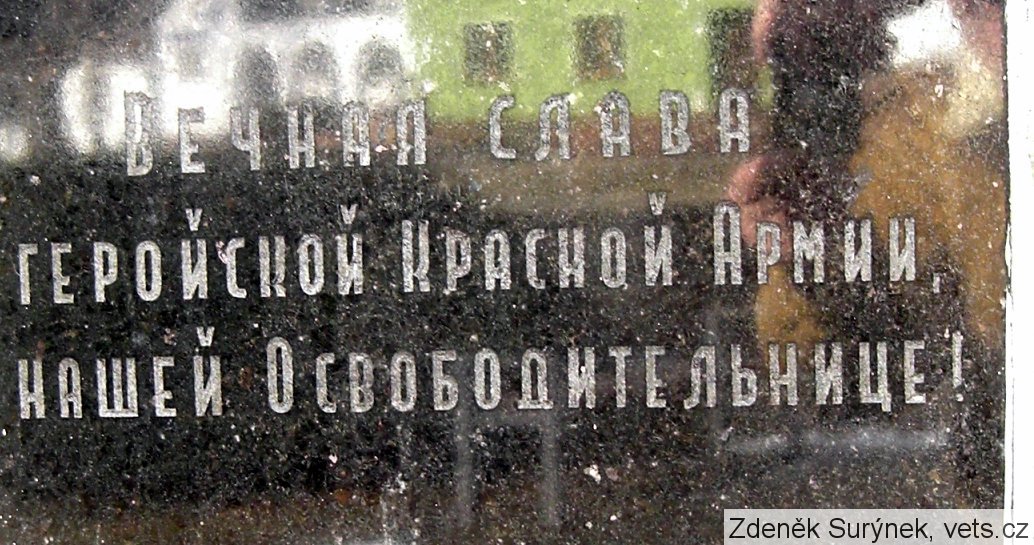 Вечная слава
геройской Красной Армии,
нашей Освободительнице!
Zdeněk Surýnek, vets.cz